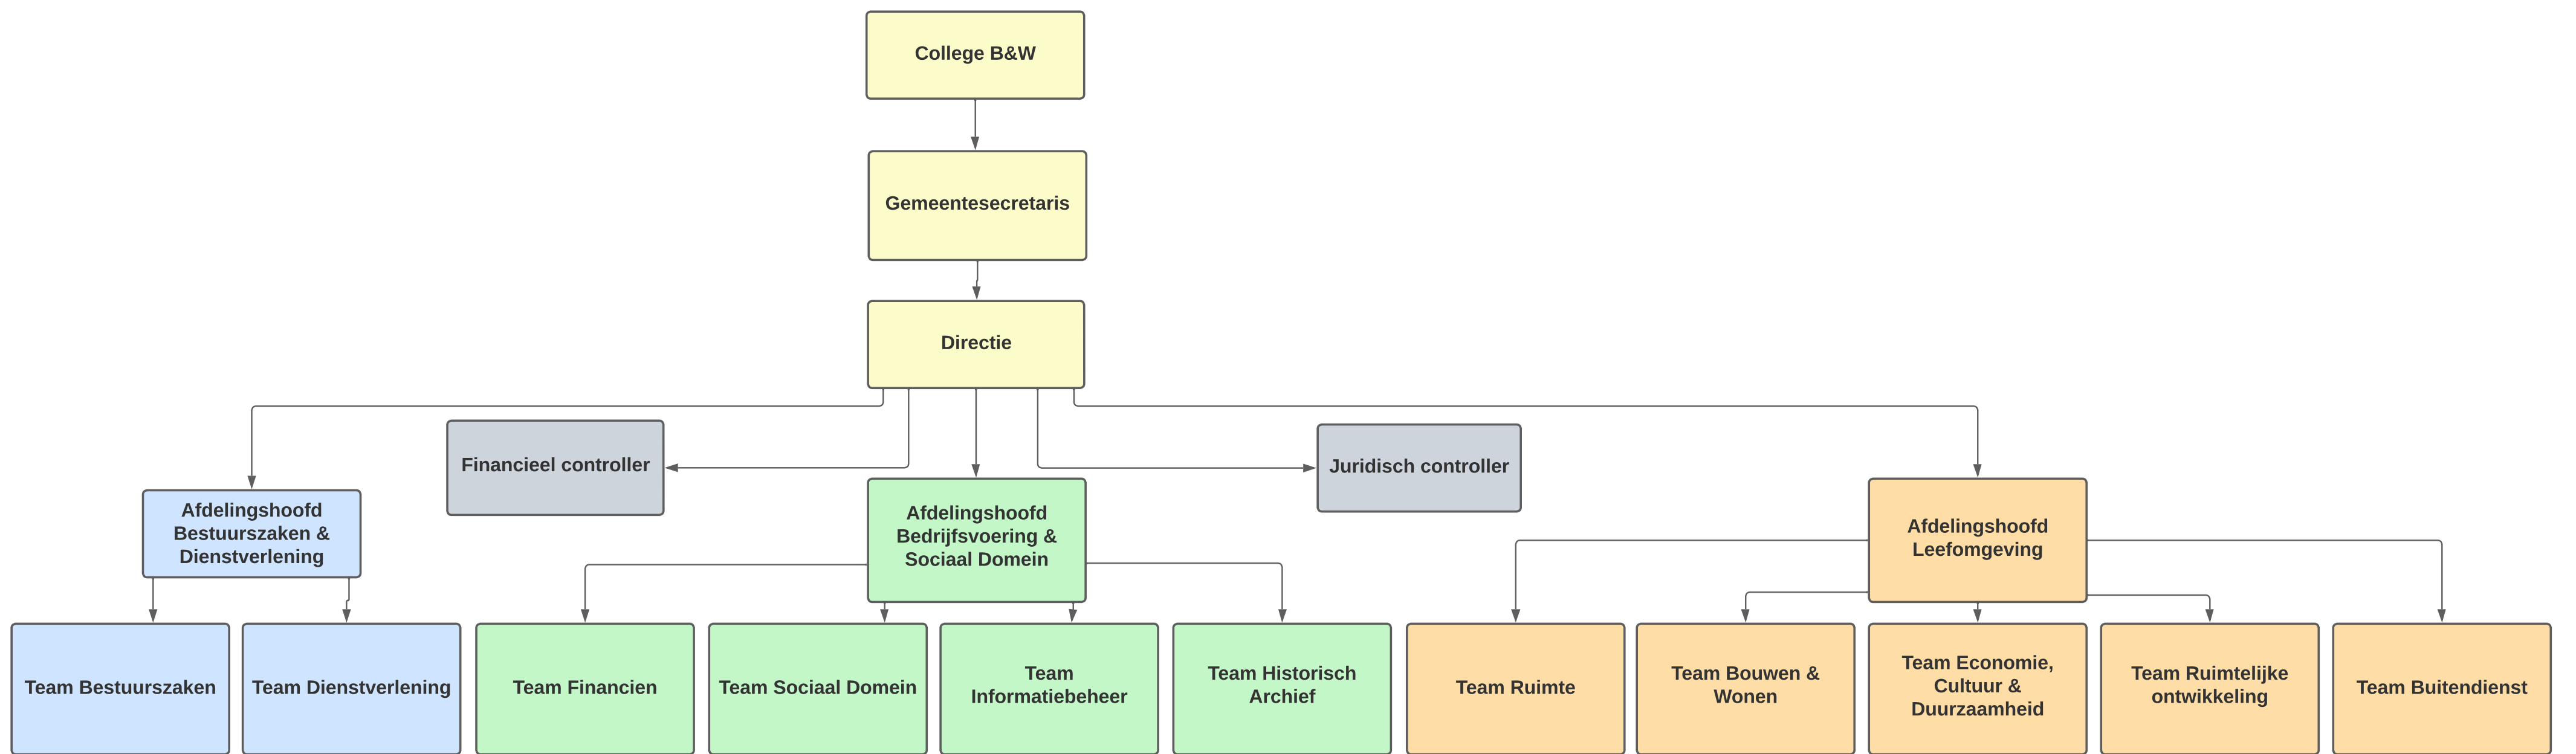 College B&W
Gemeentesecretaris
Directie
Financieel controller
Juridisch controller
Afdelingshoofd
Bestuurszaken &
Dienstverlening
Afdelingshoofd
Bedrijfsvoering &
Sociaal Domein
Afdelingshoofd
Leefomgeving
Team Bestuurszaken
Team Dienstverlening
Team Financien
Team Sociaal Domein
Team
Informatiebeheer
Team Historisch
Archief
Team Ruimte
Team Bouwen &
Wonen
Team Economie,
Cultuur &
Duurzaamheid
Team Ruimtelijke
ontwikkeling
Team Buitendienst